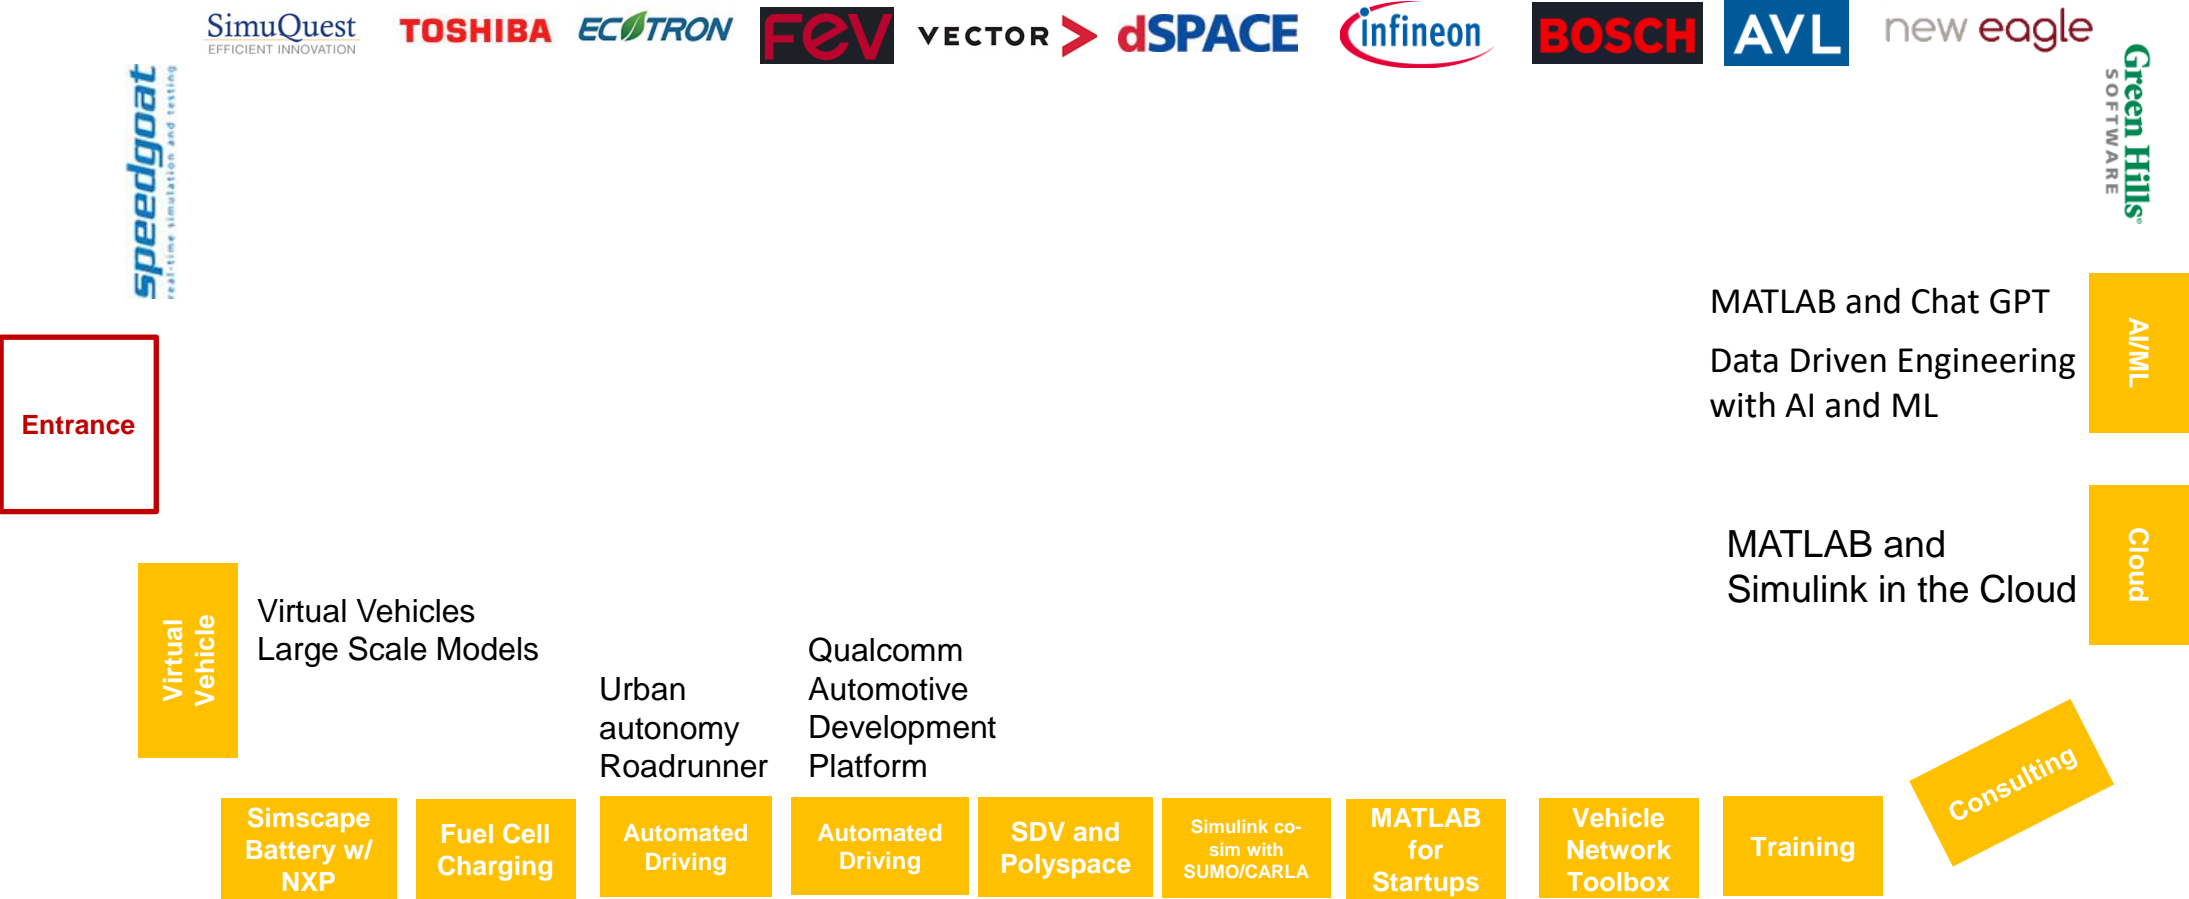 SimuQuest
EFFICIENT INNOVATION
TOSHIBA
ECOTRON
FEV
VECTOR
dSPACE
infineon
BOSCH
AVL
new eagle
speedgoat
real-time simulation and testing
Green Hills
SOFTWARE
MATLAB and Chat GPT
Data Driven Engineering
with AI and ML
AI/ML
Entrance
MATLAB and
Simulink in the Cloud
Cloud
Virtual
Vehicle
Virtual Vehicles
Large Scale Models
Urban
autonomy
Roadrunner
Qualcomm
Automotive
Development
Platform
Consulting
Simscape
Battery w/
NXP
Fuel Cell
Charging
Automated
Driving
Automated
Driving
SDV and
Polyspace
Simulink co-
sim with
SUMO/CARLA
MATLAB
for
Startups
Vehicle
Network
Toolbox
Training